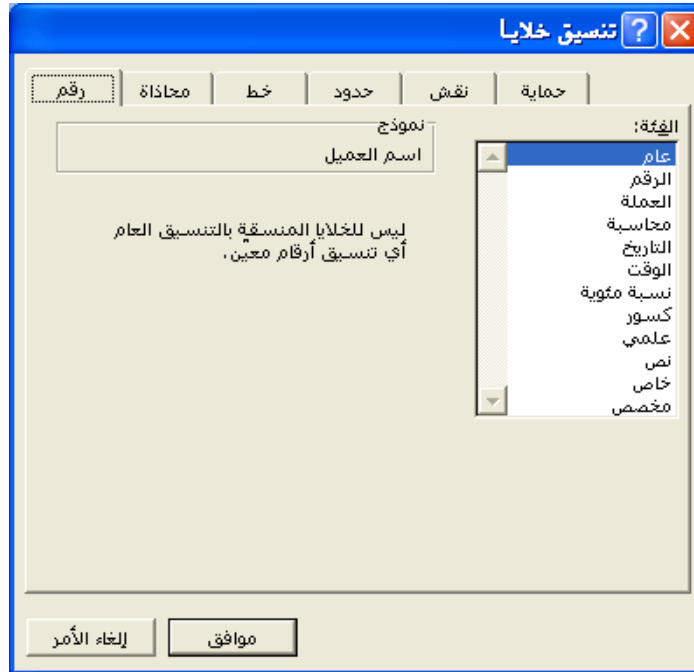 تنسيق خلايا
رقم
محاذاة
خط
حدود
نقش
حماية
الفئة:
عام
الرقم
العملة
محاسبة
التاريخ
الوقت
نسبة مئوية
كسور
علمي
نص
خاص
مخصص
نموذج
اسم العميل
ليس للخلايا المنسقة بالتنسيق العام
أي تنسيق أرقام معيّن.
موافق
إلغاء الأمر